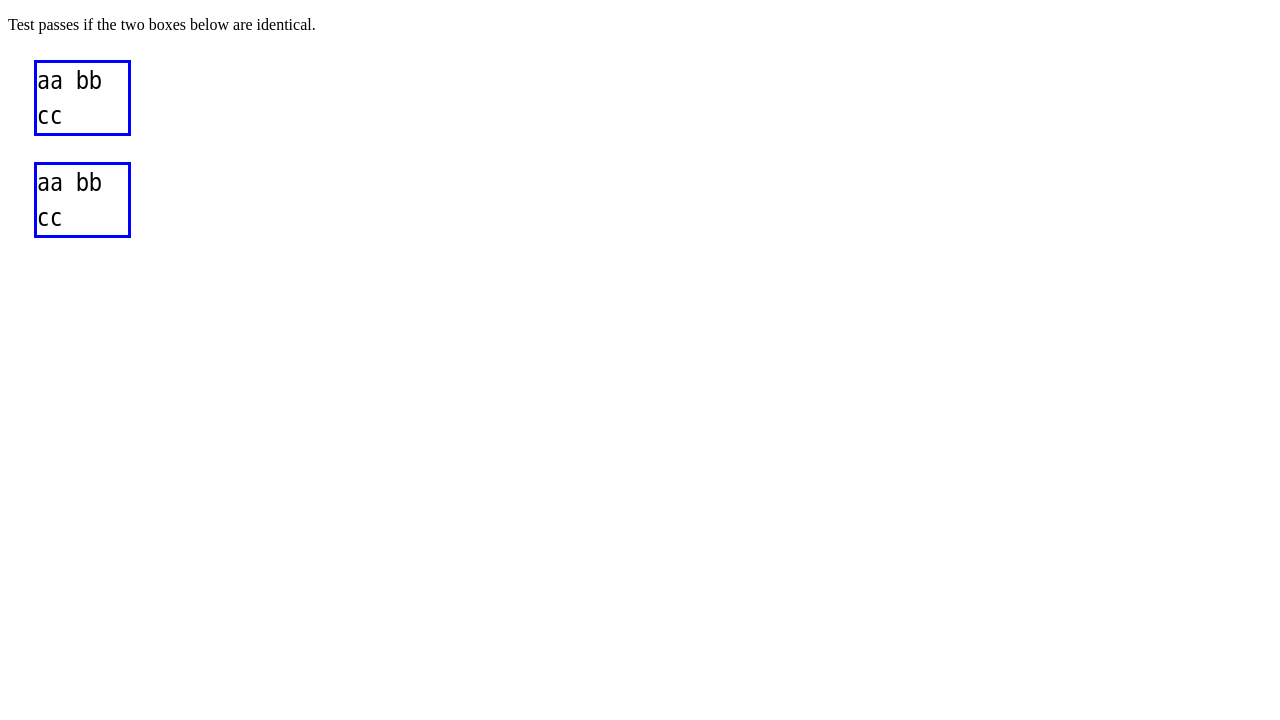 Test passes if the two boxes below are identical.
aa bb
cc
aa bb
cc